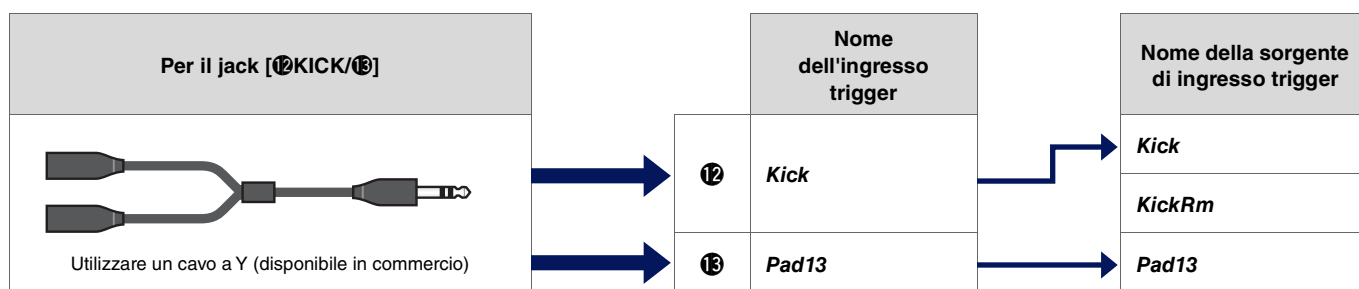 Per il jack [⓬KICK/⓭]
Nome
dell'ingresso
trigger
Nome della sorgente
di ingresso trigger
Utilizzare un cavo a Y (disponibile in commercio)
⓬
Kick
Kick
KickRm
⓭
Pad13
Pad13